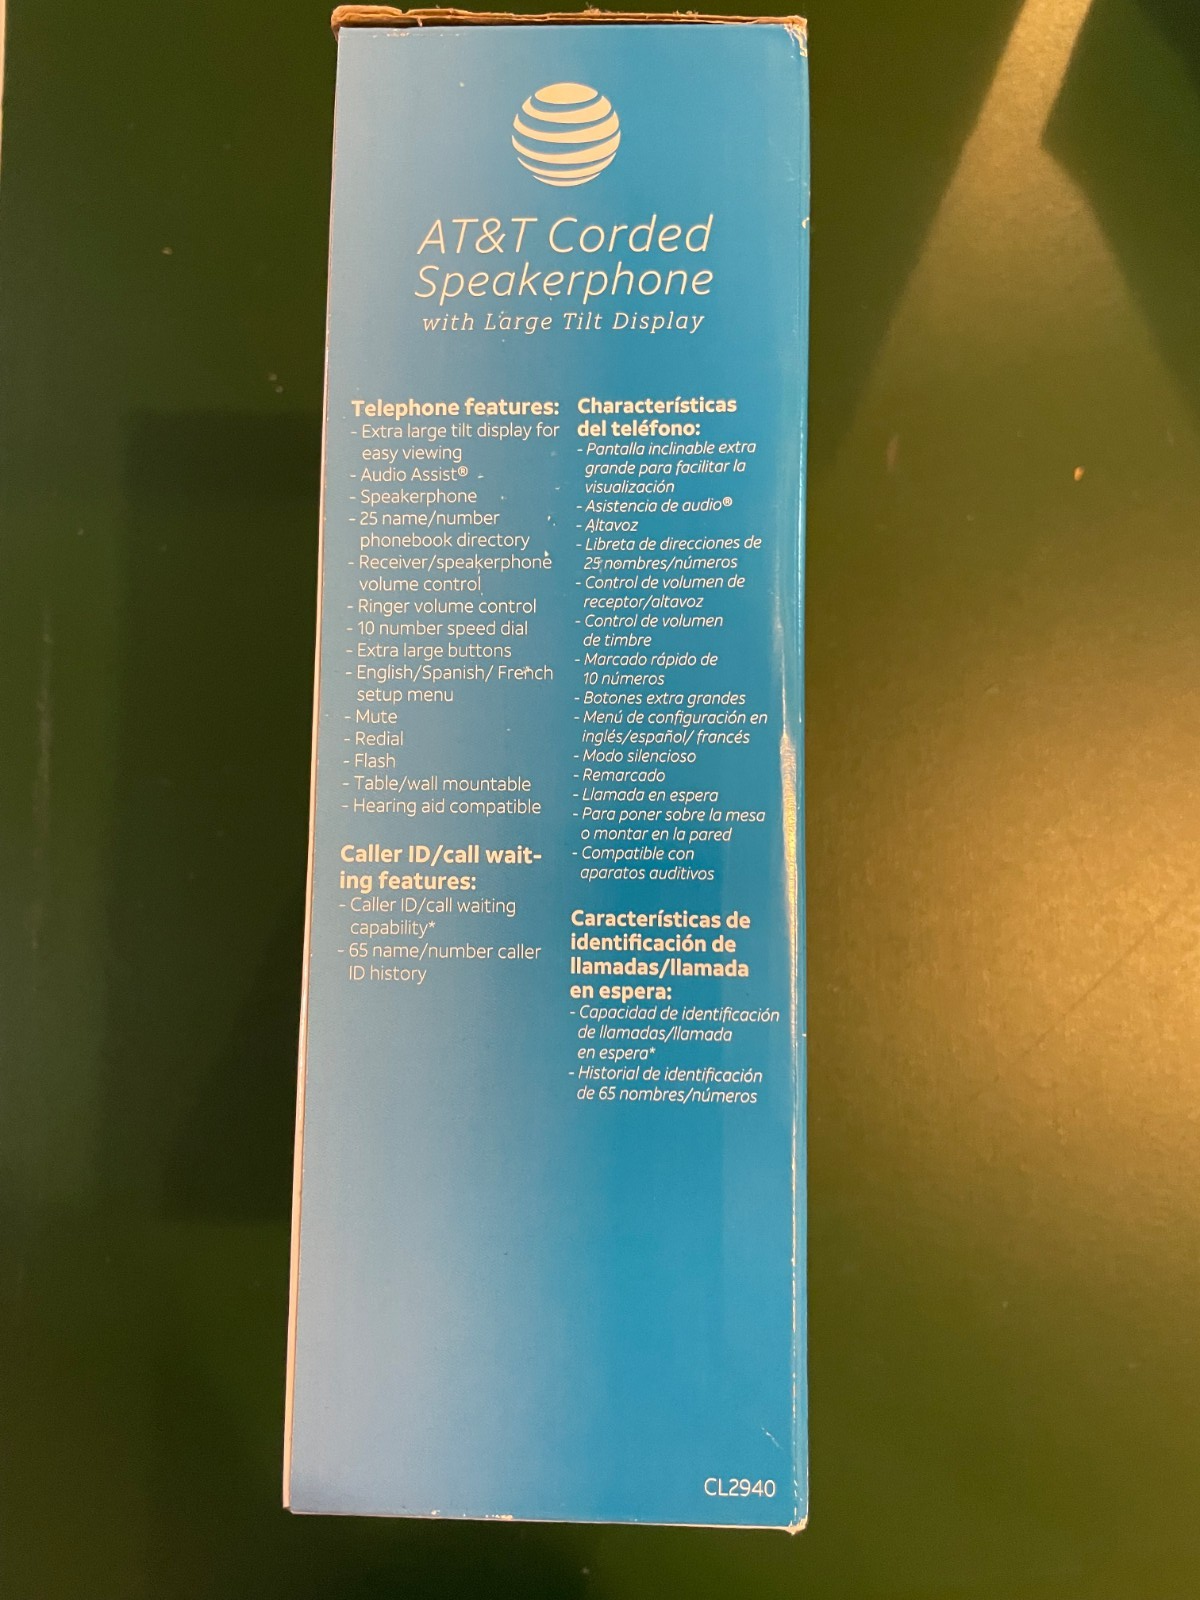 AT&T Corded
Speakerphone
with Large Tilt Display
Telephone features:
- Extra large tilt display for
easy viewing
- Audio Assist®
- Speakerphone
- 25 name/number
phonebook directory
- Receiver/speakerphone
volume control
- Ringer volume control
- 10 number speed dial
- Extra large buttons
- English/Spanish/ French
setup menu
- Mute
- Redial
- Flash
- Table/wall mountable
- Hearing aid compatible
Caller ID/call wait-
ing features:
- Caller ID/call waiting
capability*
- 65 name/number caller
ID history
Characterísticas
del teléfono:
- Pantalla inclinable extra
grande para facilitar la
visualización
- Asistencia de audio®
- Altavoz
- Libreta de direcciones de
25 nombres/números
- Control de volumen de
receptor/altavoz
- Control de volumen
de timbre
- Marcado rápido de
10 números
- Botones extra grandes
- Menú de configuración en
inglés/español/ francés
- Modo silencioso
- Remarcado
- Llamada en espera
- Para poner sobre la mesa
o montar en la pared
- Compatible con
aparatos auditivos
Características de
identificación de
llamadas/llamada
en espera:
- Capacidad de identificación
de llamadas/llamada
en espera*
- Historial de identificación
de 65 nombres/números
CL2940